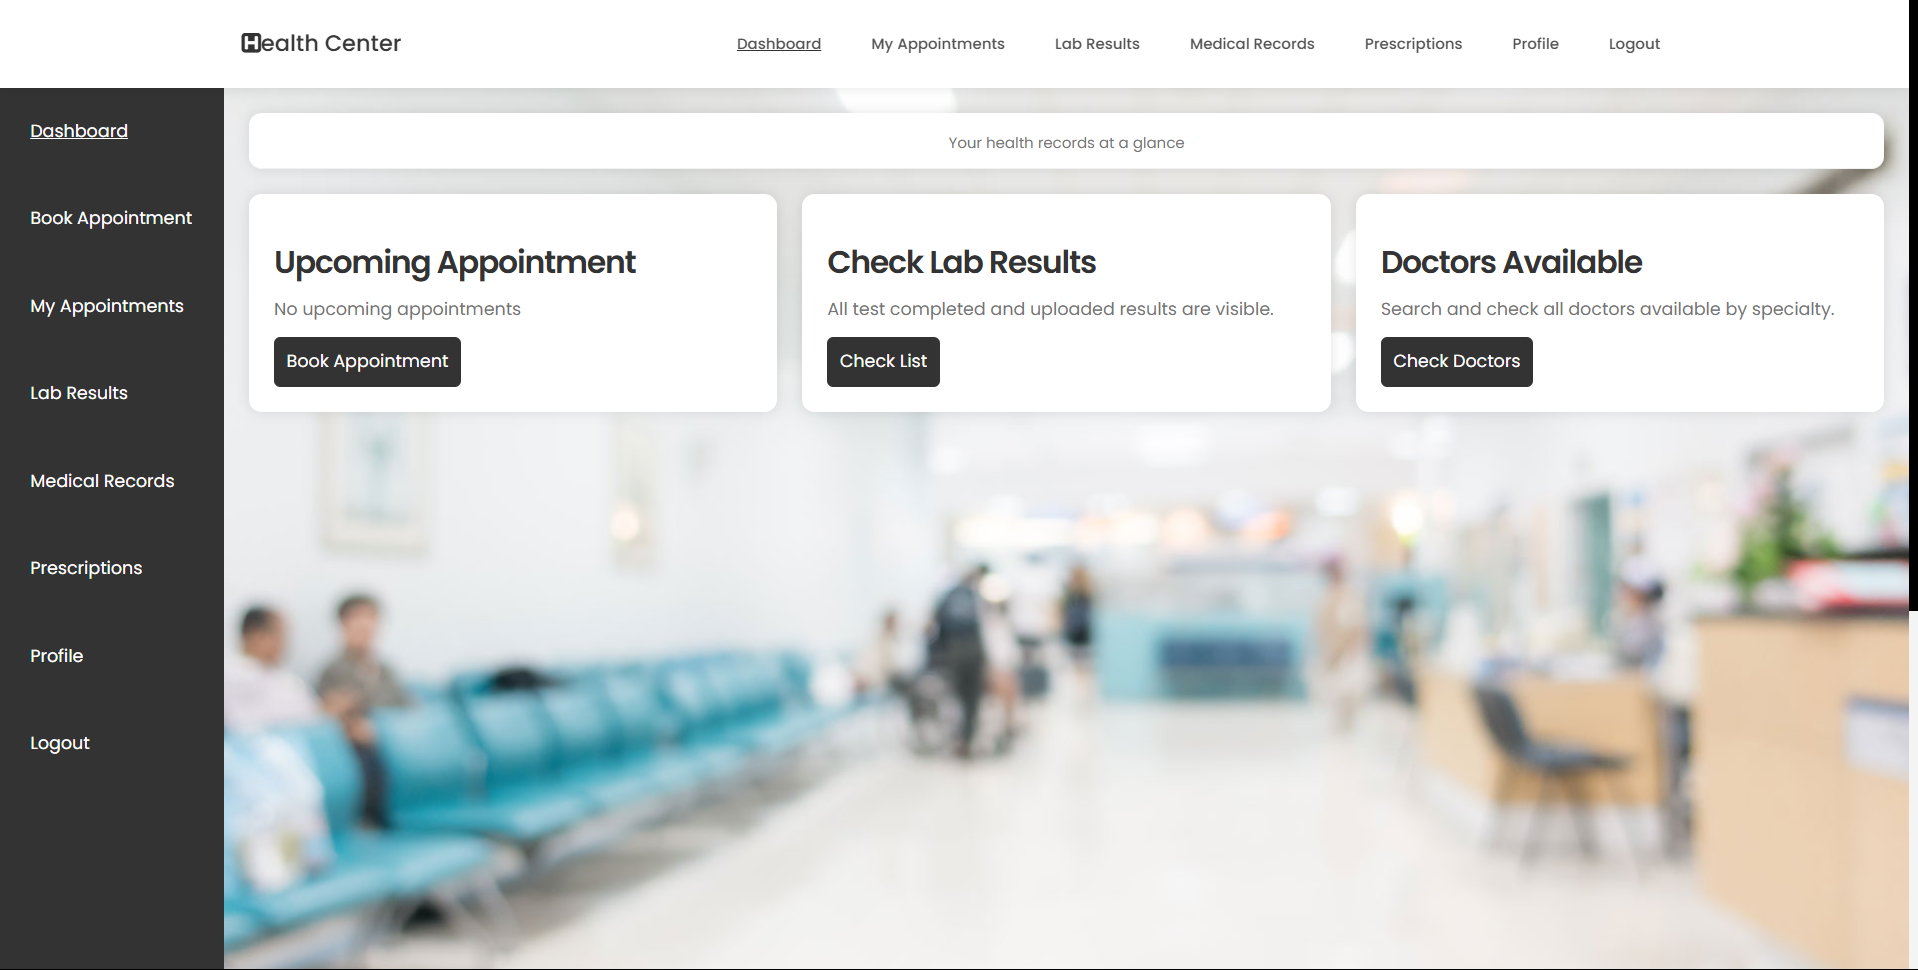 Health Center
Dashboard My Appointments Lab Results Medical Records Prescriptions Profile Logout
Dashboard
Book Appointment
My Appointments
Lab Results
Medical Records
Prescriptions
Profile
Logout
Your health records at a glance
Upcoming Appointment
No upcoming appointments
Book Appointment
Check Lab Results
All test completed and uploaded results are visible.
Check List
Doctors Available
Search and check all doctors available by specialty.
Check Doctors